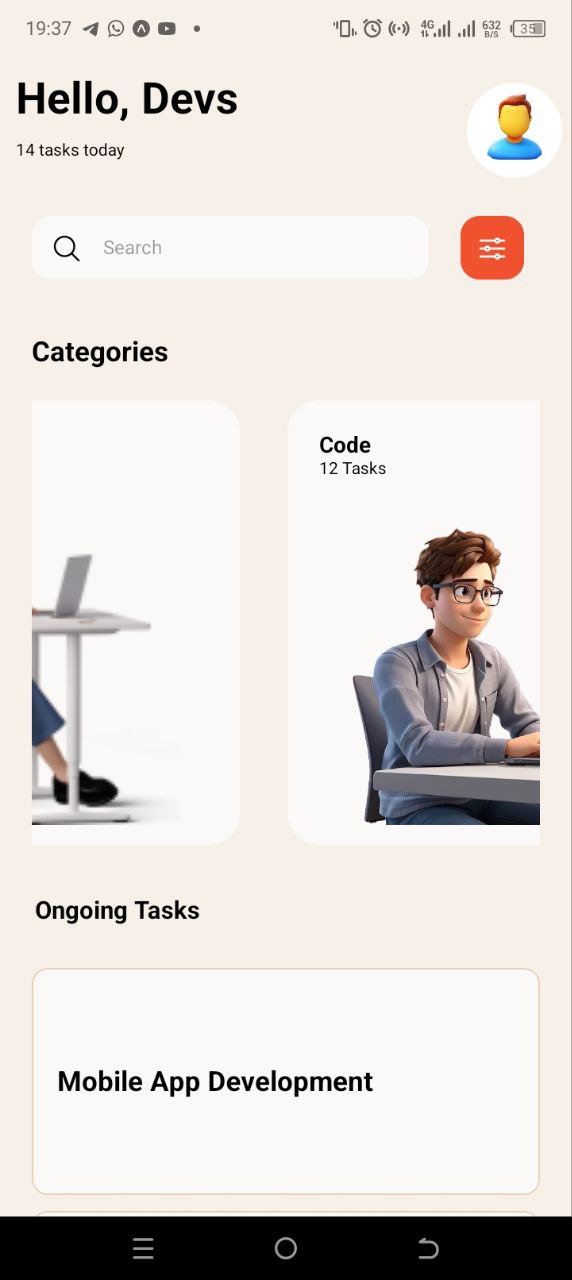 19:37
4G
632
B/S
35
Hello, Devs
14 tasks today
Search
Categories
Code
12 Tasks
Ongoing Tasks
Mobile App Development